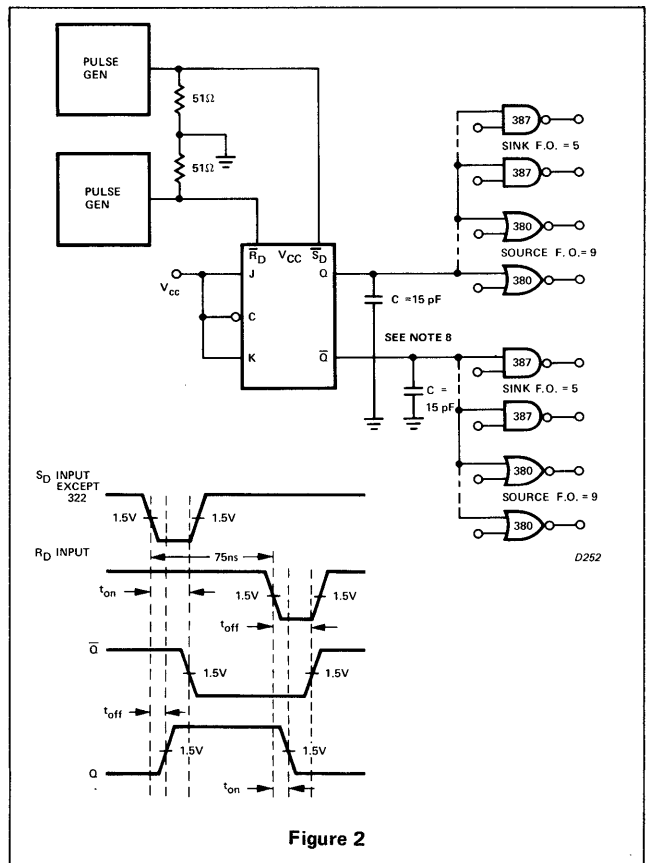 PULSE
GEN
51Ω
51Ω
PULSE
GEN
R̅D VCC S̅D
J Q
VCC
C
K Q̅
C =15 pF
SEE NOTE 8
C =
15 pF
387
SINK F.O. = 5
387
380
SOURCE F.O.= 9
380
387
SINK F.O. = 5
387
380
SOURCE F.O. = 9
380
D252
SD INPUT
EXCEPT
322
1.5V 1.5V
RD INPUT
75ns
ton
1.5V 1.5V
toff
Q̅
1.5V 1.5V
toff
1.5V 1.5V
Q
ton
Figure 2